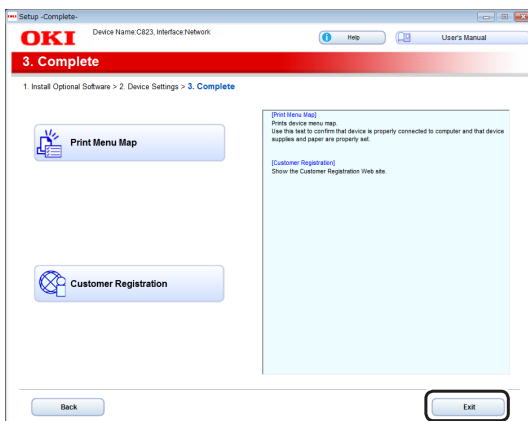 Setup -Complete-
OKI
Device Name:C823, Interface:Network
Help
User's Manual
3. Complete
1. Install Optional Software > 2. Device Settings > 3. Complete
Print Menu Map
[Print Menu Map]
Prints device menu map.
Use this test to confirm that device is properly connected to computer and that device
supplies and paper are properly set.
[Customer Registration]
Show the Customer Registration Web site.
Customer Registration
Back
Exit